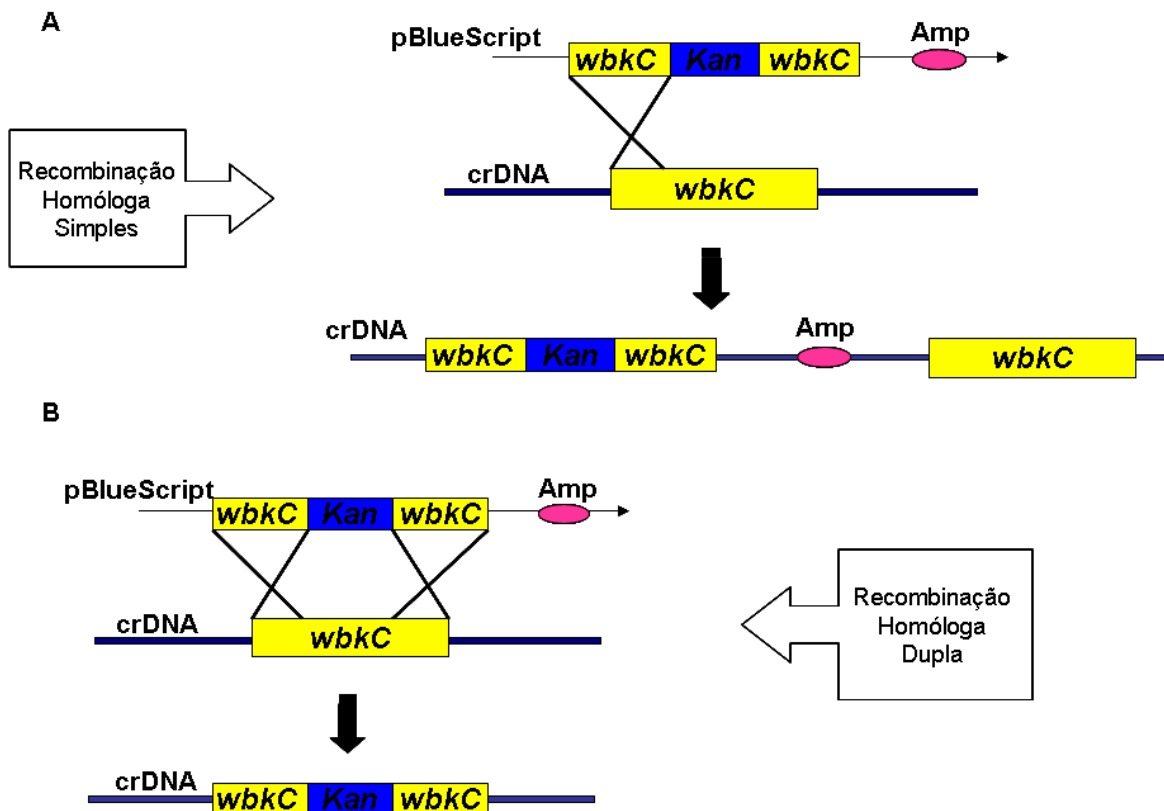 A
pBlueScript
Amp
wbkC Kan wbkC
Recombinação
Homóloga
Simples
crDNA
wbkC
crDNA
Amp
wbkC Kan wbkC
wbkC
B
pBlueScript
Amp
wbkC Kan wbkC
crDNA
wbkC
Recombinação
Homóloga
Dupla
crDNA
wbkC Kan wbkC